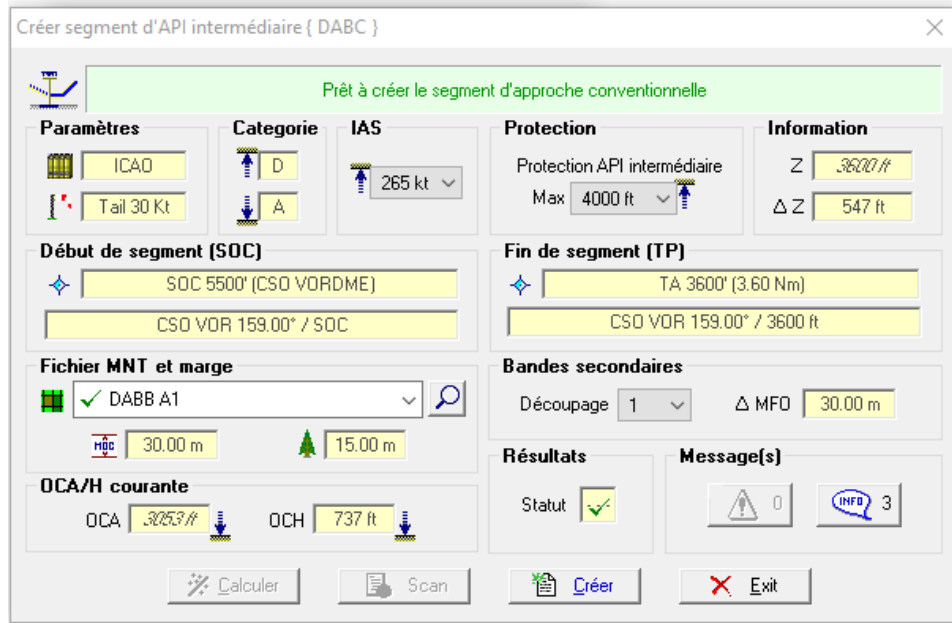 Créer segment d'API intermédiaire { DABC }
Prêt à créer le segment d'approche conventionnelle
Paramètres
ICAO
Tail 30 Kt
Categorie
D
A
IAS
265 kt
Protection
Protection API intermédiaire
Max 4000 ft
Information
Z 3600 ft
Δ Z 547 ft
Début de segment (SOC)
SOC 5500' (CSO VORDME)
CSO VOR 159.00° / SOC
Fin de segment (TP)
TA 3600' (3.60 Nm)
CSO VOR 159.00° / 3600 ft
Fichier MNT et marge
DABB A1
MOC 30.00 m 15.00 m
Bandes secondaires
Découpage 1 Δ MFO 30.00 m
OCA/H courante
OCA 3053 ft OCH 737 ft
Résultats
Statut
Message(s)
0
INFO 3
Calculer Scan Créer Exit